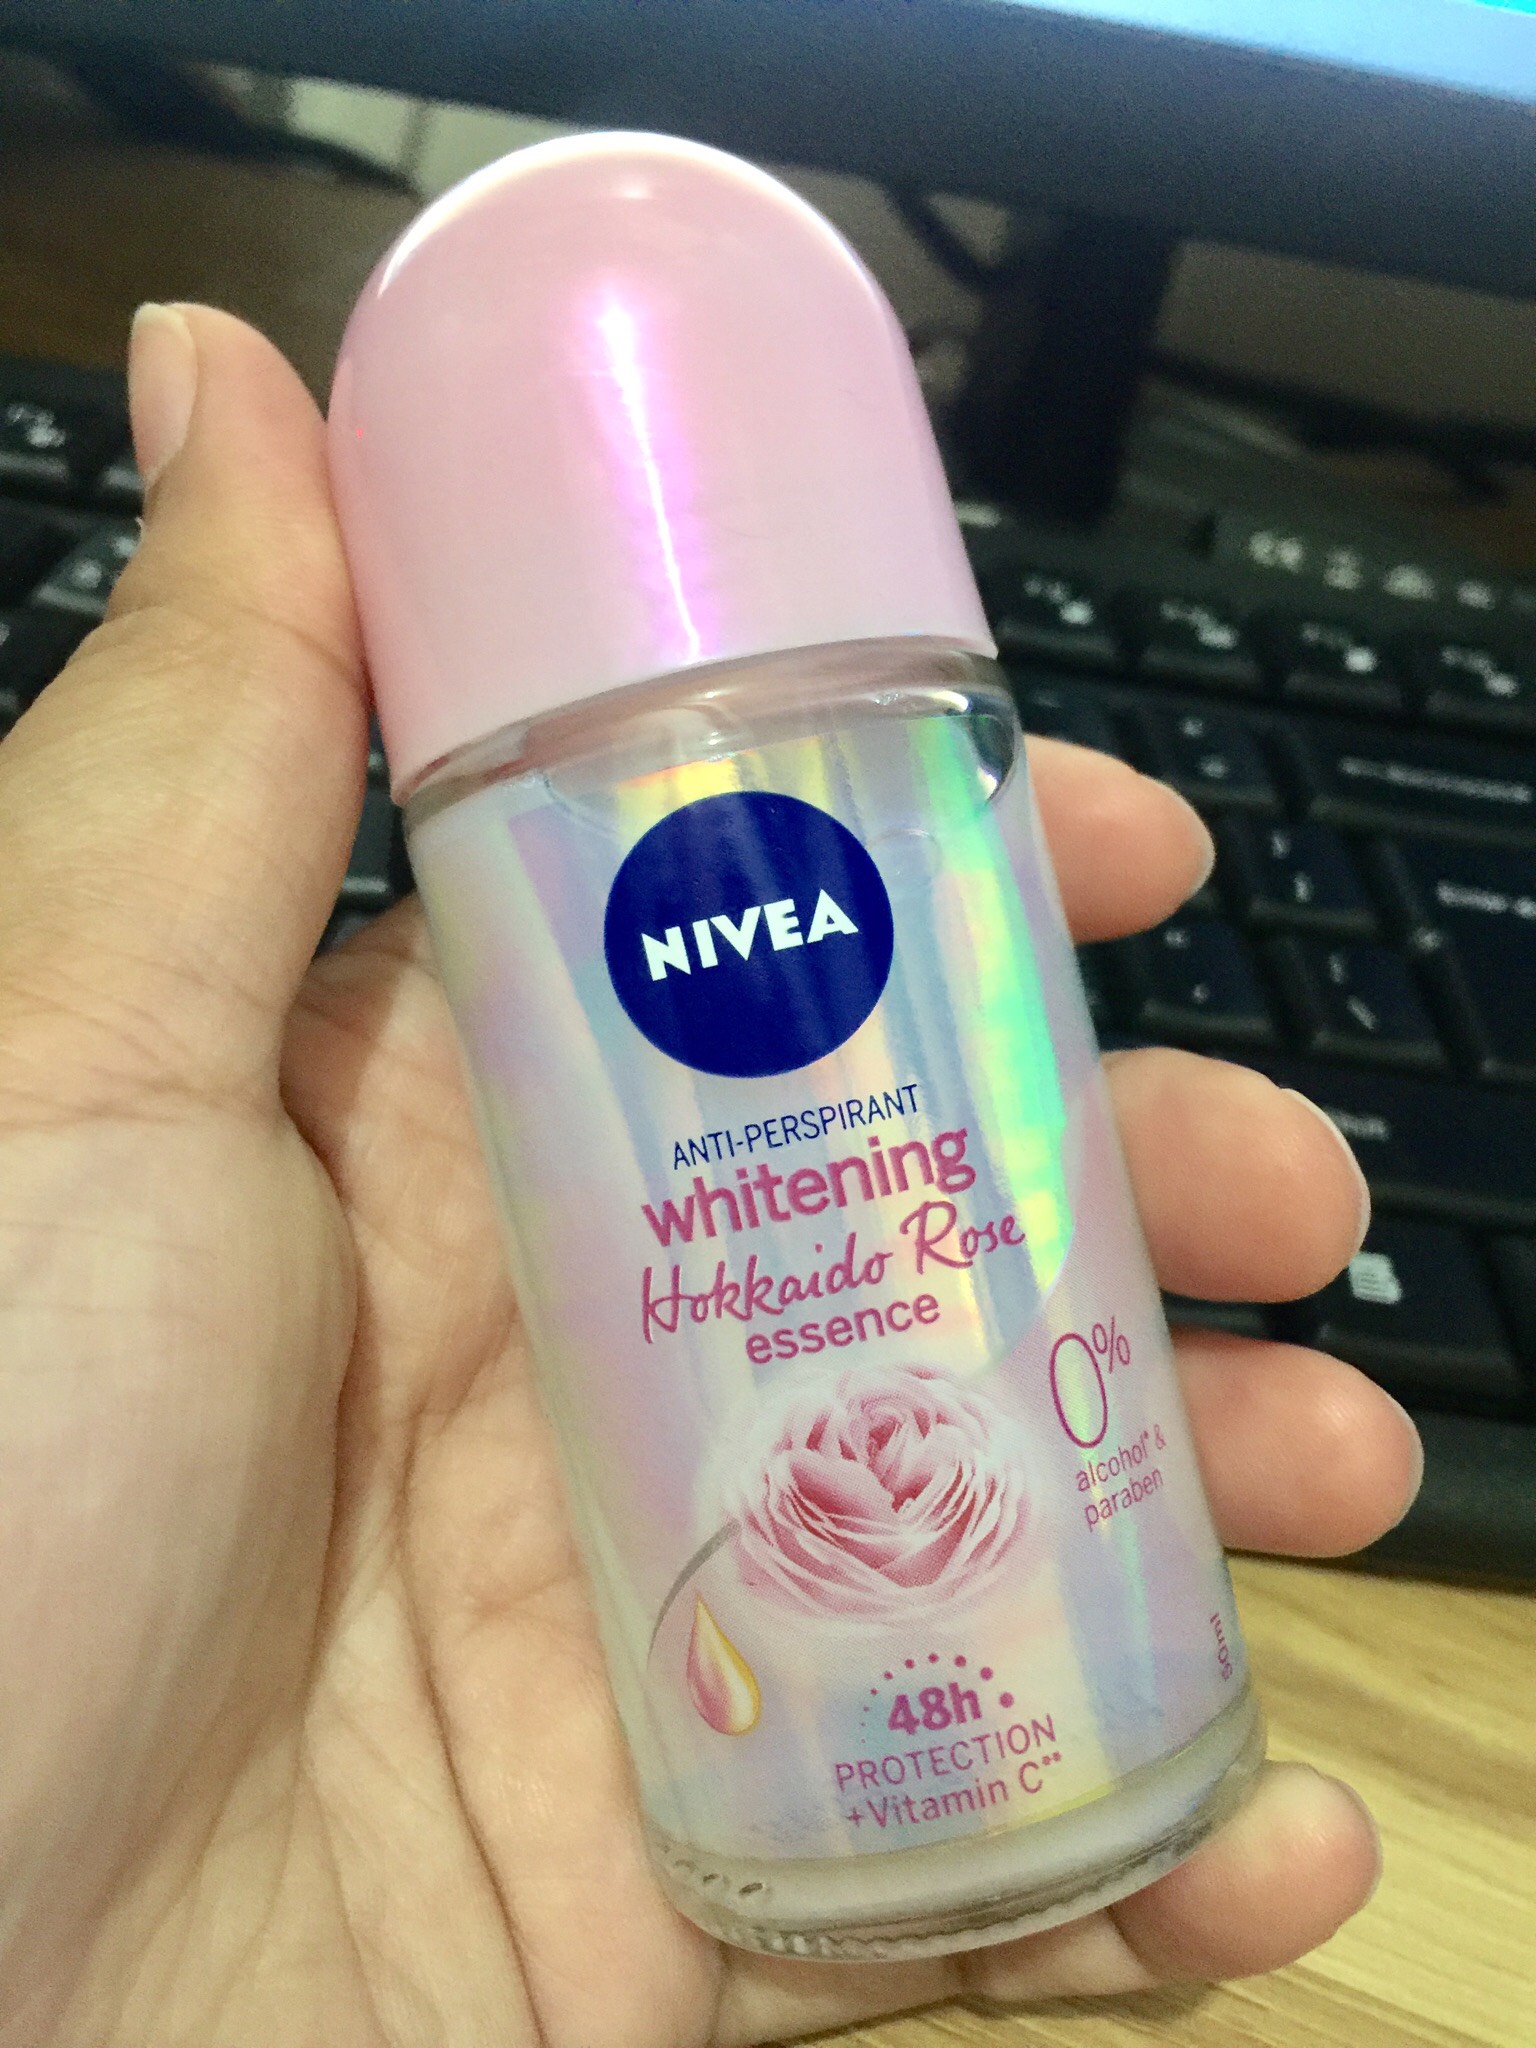 NIVEA
ANTI-PERSPIRANT
whitening
Hokkaido Rose
essence
0%
alcohol* &
paraben
48h
PROTECTION
+Vitamin C**
50ml